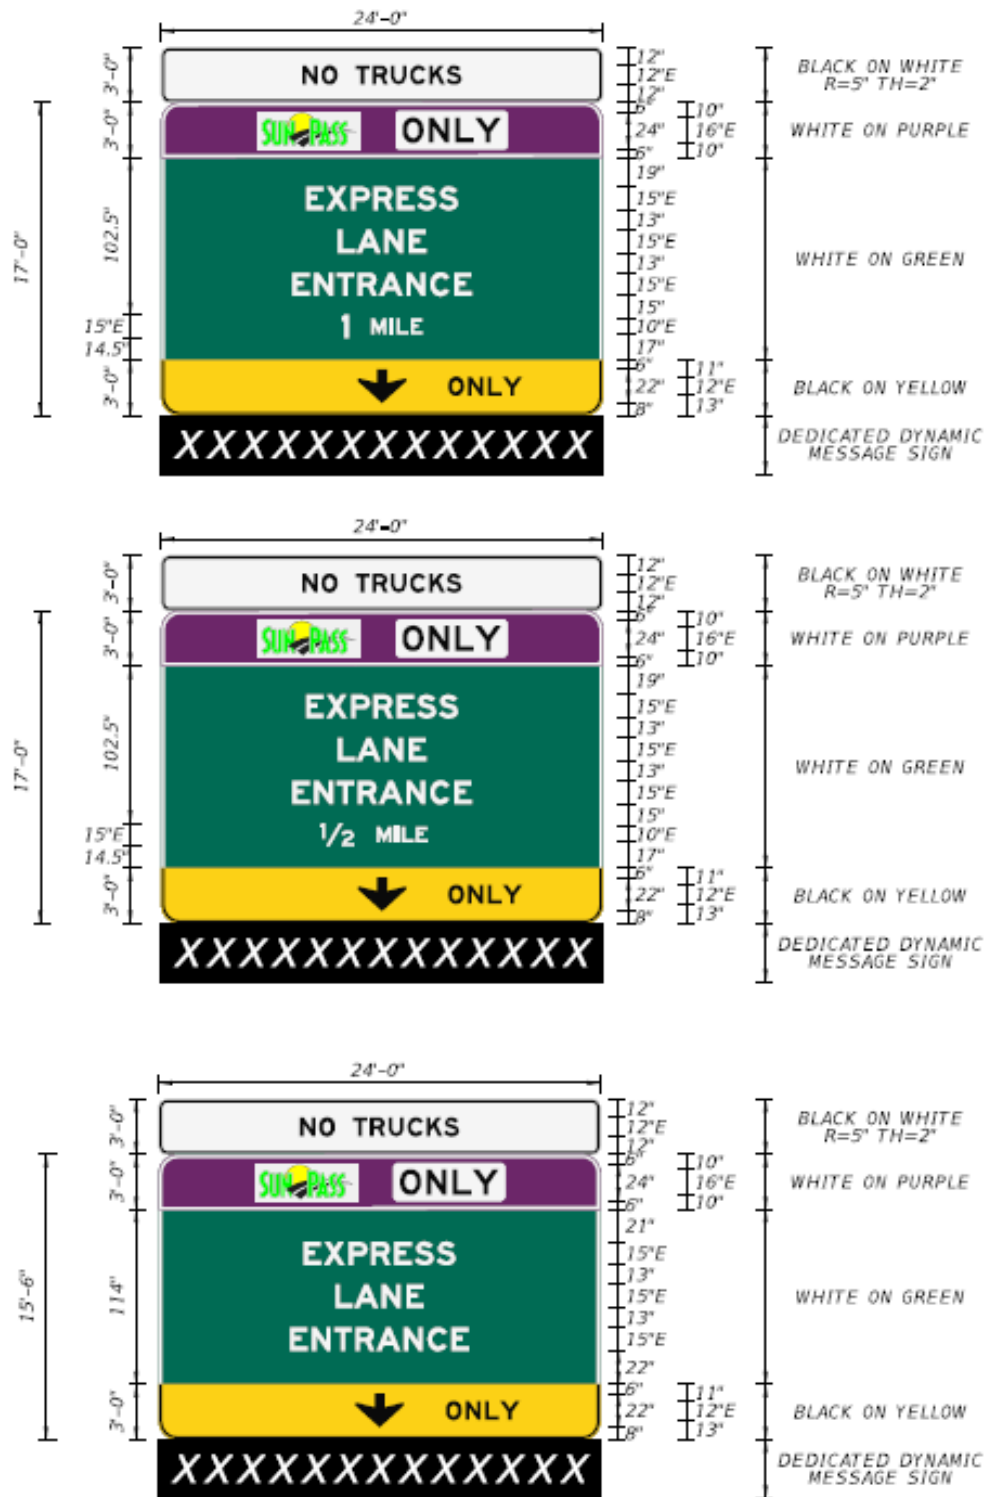 24'-0"
3'-0"
NO TRUCKS
12"
12"E
12"
BLACK ON WHITE
R=5" TH=2"
3'-0"
SUNPASS ONLY
6"
24"
6"
10"
16"E
10"
WHITE ON PURPLE
17'-0"
102.5"
15"E
14.5"
EXPRESS
LANE
ENTRANCE
1 MILE
19"
15"E
13"
15"E
13"
15"E
15"
10"E
17"
WHITE ON GREEN
3'-0"
ONLY
6"
22"
8"
11"
12"E
13"
BLACK ON YELLOW
XXXXXXXXXXXXXX
DEDICATED DYNAMIC
MESSAGE SIGN
24'-0"
3'-0"
NO TRUCKS
12"
12"E
12"
BLACK ON WHITE
R=5" TH=2"
3'-0"
SUNPASS ONLY
6"
24"
6"
10"
16"E
10"
WHITE ON PURPLE
17'-0"
102.5"
15"E
14.5"
EXPRESS
LANE
ENTRANCE
1/2 MILE
19"
15"E
13"
15"E
13"
15"E
15"
10"E
17"
WHITE ON GREEN
3'-0"
ONLY
6"
22"
8"
11"
12"E
13"
BLACK ON YELLOW
XXXXXXXXXXXXXX
DEDICATED DYNAMIC
MESSAGE SIGN
24'-0"
3'-0"
NO TRUCKS
12"
12"E
12"
BLACK ON WHITE
R=5" TH=2"
3'-0"
SUNPASS ONLY
6"
24"
6"
10"
16"E
10"
WHITE ON PURPLE
15'-6"
114"
EXPRESS
LANE
ENTRANCE
21"
15"E
13"
15"E
13"
15"E
22"
WHITE ON GREEN
3'-0"
ONLY
6"
22"
8"
11"
12"E
13"
BLACK ON YELLOW
XXXXXXXXXXXXXX
DEDICATED DYNAMIC
MESSAGE SIGN